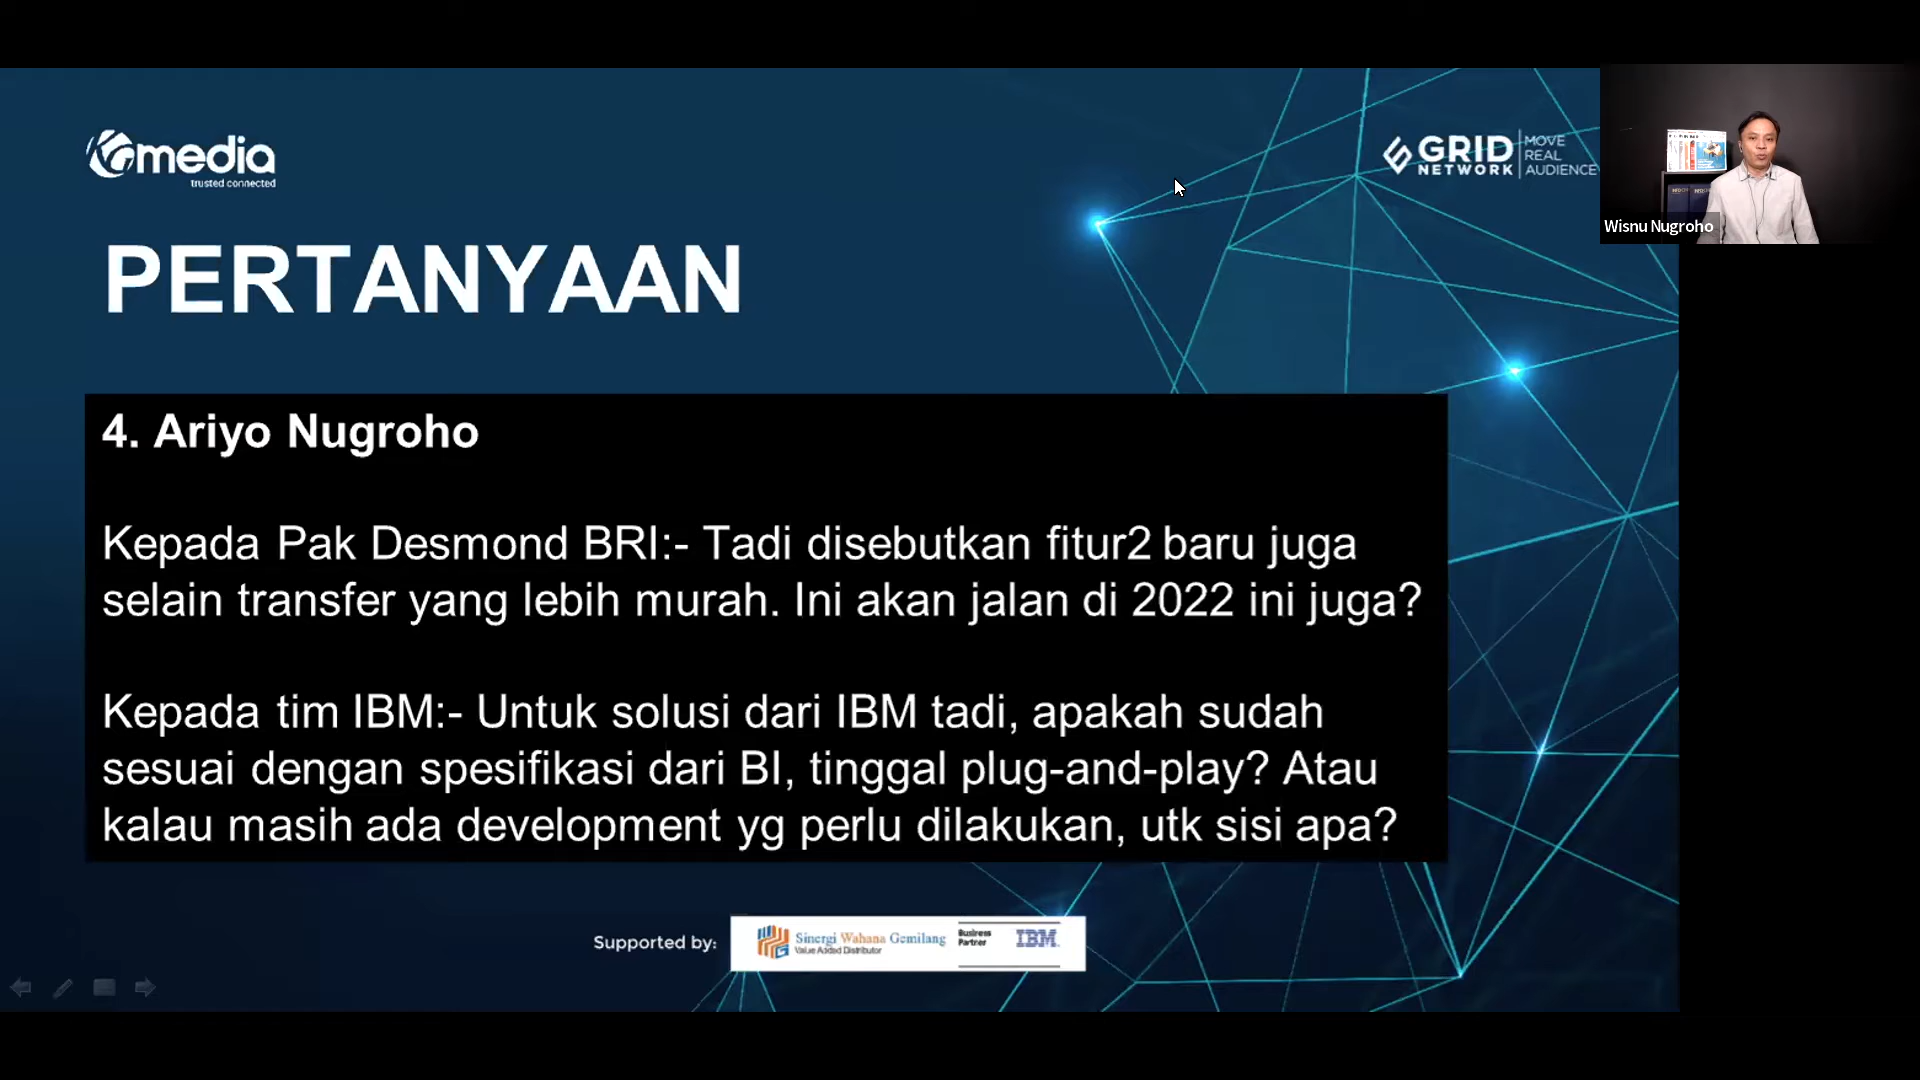 KGmedia
trusted connected
GRID
NETWORK
MOVE
REAL
AUDIENCE
Wisnu Nugroho
PERTANYAAN
4. Ariyo Nugroho
Kepada Pak Desmond BRI:- Tadi disebutkan fitur2 baru juga
selain transfer yang lebih murah. Ini akan jalan di 2022 ini juga?
Kepada tim IBM:- Untuk solusi dari IBM tadi, apakah sudah
sesuai dengan spesifikasi dari BI, tinggal plug-and-play? Atau
kalau masih ada development yg perlu dilakukan, utk sisi apa?
Supported by:
Sinergi Wahana Gemilang
Value Added Distributor
Business
Partner
IBM